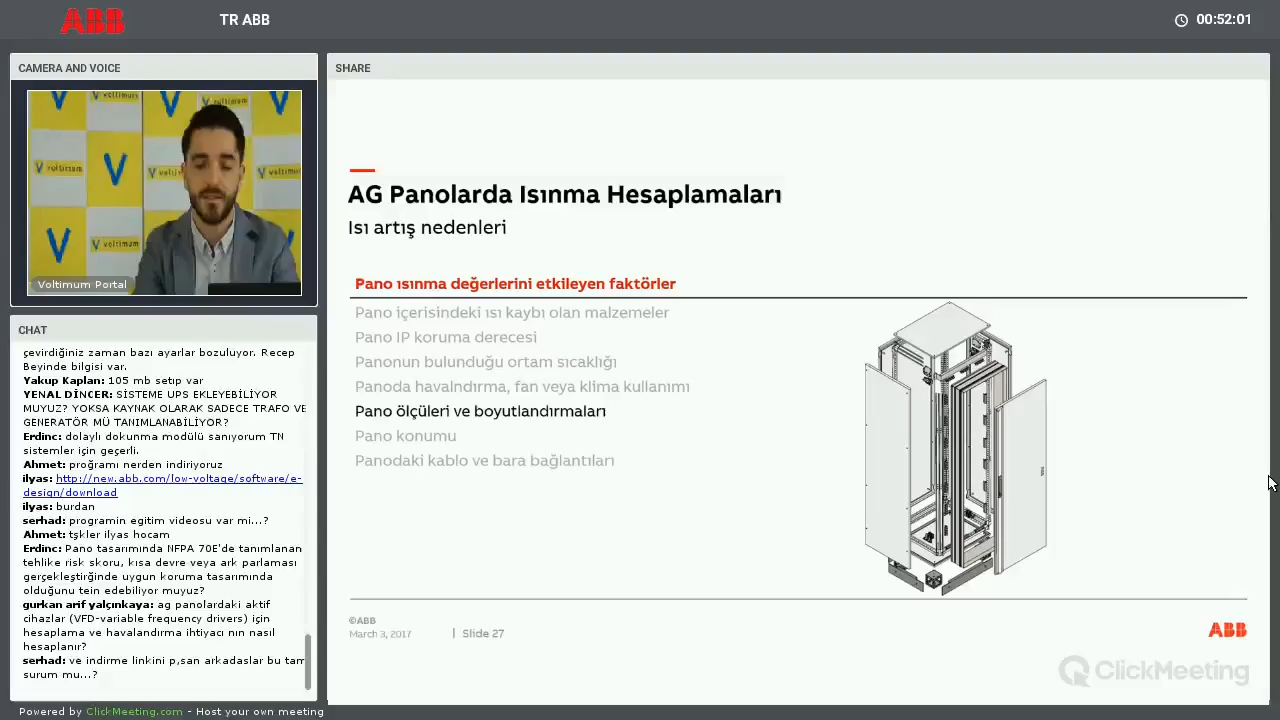 ABB
TR ABB
00:52:01
CAMERA AND VOICE
V voltimum
V
voltimum
V
V voltimum
V
V voltimum
V voltimum
V
V voltimum
Voltimum Portal
CHAT
çevirdiğiniz zaman bazı ayarlar bozuluyor. Recep
Beyinde bilgisi var.
Yakup Kaplan: 105 mb setıp var
YENAL DİNCER: SİSTEME UPS EKLEYEBİLİYOR
MUYUZ? YOKSA KAYNAK OLARAK SADECE TRAFO VE
GENERATÖR MÜ TANIMLANABİLİYOR?
Erdinc: dolaylı dokunma modülü sanıyorum TN
sistemler için geçerli.
Ahmet: proğramı nerden indiriyoruz
ilyas: http://new.abb.com/low-voltage/software/e-
design/download
ilyas: burdan
serhad: programin egitim videosu var mi...?
Ahmet: tşkler ilyas hocam
Erdinc: Pano tasarımında NFPA 70E'de tanımlanan
tehlike risk skoru, kısa devre veya ark parlaması
gerçekleştirğinde uygun koruma tasarımında
olduğunu tein edebiliyor muyuz?
gurkan arif yalçınkaya: ag panolardaki aktif
cihazlar (VFD-variable frequency drivers) için
hesaplama ve havalandırma ihtiyacı nın nasıl
hesaplanır?
serhad: ve indirme linkini p,san arkadaslar bu tam
surum mu...?
SHARE
AG Panolarda Isınma Hesaplamaları
Isı artış nedenleri
Pano ısınma değerlerini etkileyen faktörler
Pano içerisindeki ısı kaybı olan malzemeler
Pano IP koruma derecesi
Panonun bulunduğu ortam sıcaklığı
Panoda havalndırma, fan veya klima kullanımı
Pano ölçüleri ve boyutlandırmaları
Pano konumu
Panodaki kablo ve bara bağlantıları
©ABB
March 3, 2017
Slide 27
ABB
ClickMeeting
Powered by ClickMeeting.com - Host your own meeting